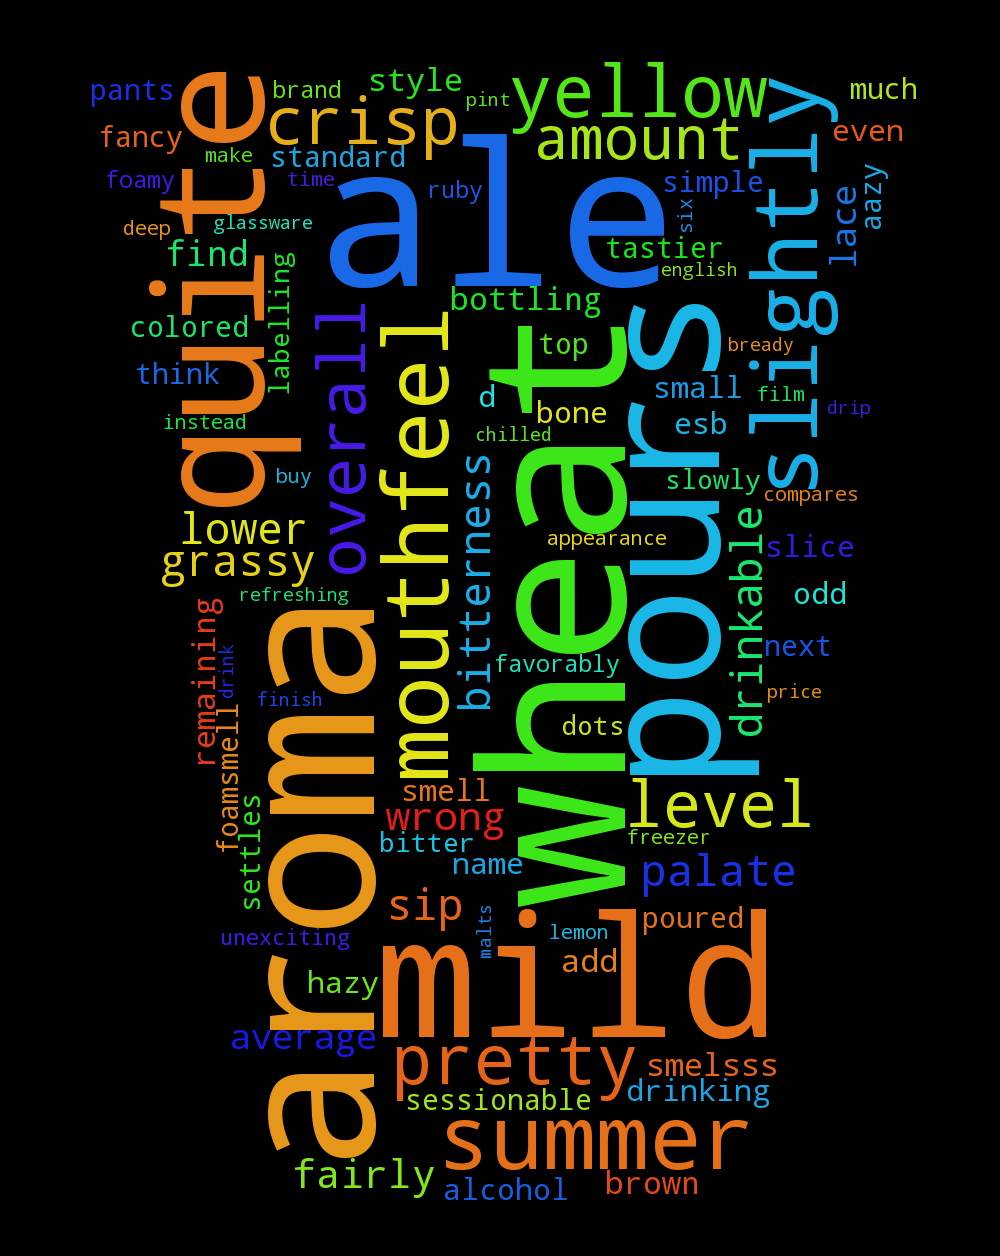 pants
brand
style
pint
yellow
much
fancy
crisp
amount
even
make
standard
quite
foamy
time
ale
ruby
simple
six
slightly
lace
aazy
deep
glassware
find
tastier
english
labelling
bottling
colored
overall
mouthfeel
wheat
top
pours
bready
think
d
bone
small
film
drip
instead
chilled
esb
buy
bitterness
slowly
compares
lower
grassy
appearance
drinkable
slice
refreshing
odd
remaining
drink
aroma
favorably
next
finish
price
foamsmell
dots
smell
level
settles
wrong
bitter
freezer
name
palate
sip
malts
poured
unexciting
lemon
mild
hazy
add
average
pretty
smelsss
sessionable
drinking
summer
fairly
alcohol
brown